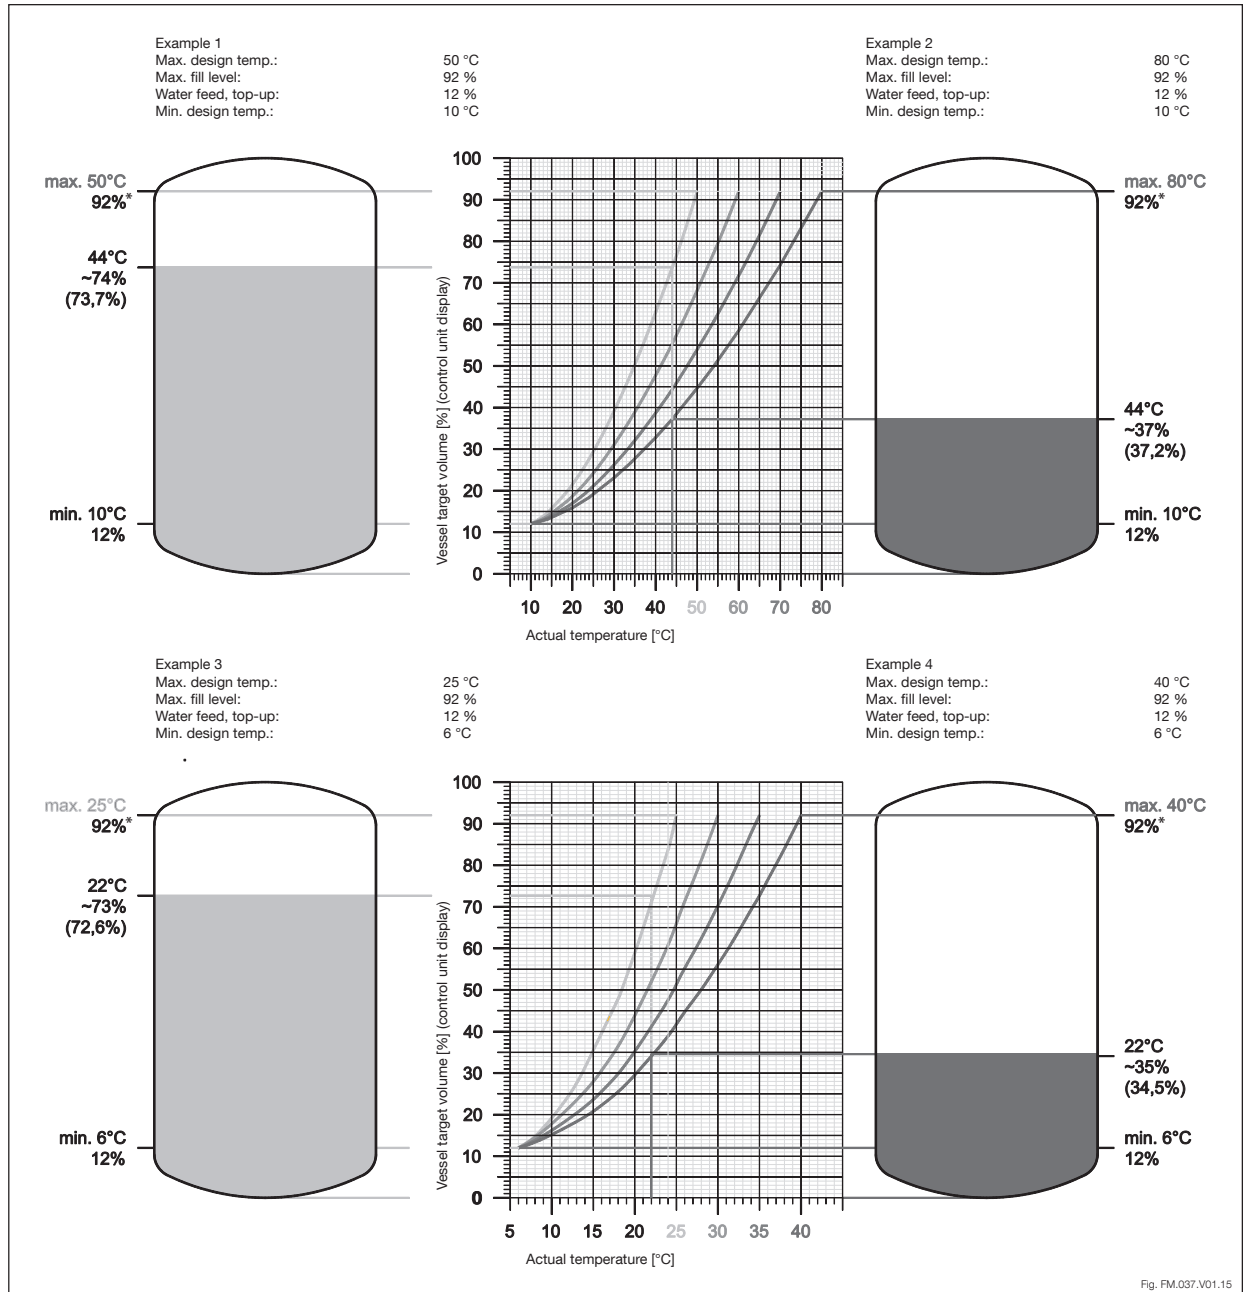 Example 1
Max. design temp.: 50 °C
Max. fill level: 92 %
Water feed, top-up: 12 %
Min. design temp.: 10 °C
Example 2
Max. design temp.: 80 °C
Max. fill level: 92 %
Water feed, top-up: 12 %
Min. design temp.: 10 °C
max. 50°C
92%*
44°C
~74%
(73,7%)
min. 10°C
12%
Vessel target volume [%] (control unit display)
100
90
80
70
60
50
40
30
20
10
0
10 20 30 40 50 60 70 80
Actual temperature [°C]
max. 80°C
92%*
44°C
~37%
(37,2%)
min. 10°C
12%
Example 3
Max. design temp.: 25 °C
Max. fill level: 92 %
Water feed, top-up: 12 %
Min. design temp.: 6 °C
Example 4
Max. design temp.: 40 °C
Max. fill level: 92 %
Water feed, top-up: 12 %
Min. design temp.: 6 °C
max. 25°C
92%*
22°C
~73%
(72,6%)
min. 6°C
12%
Vessel target volume [%] (control unit display)
100
90
80
70
60
50
40
30
20
10
0
5 10 15 20 25 30 35 40
Actual temperature [°C]
max. 40°C
92%*
22°C
~35%
(34,5%)
min. 6°C
12%
Fig. FM.037.V01.15